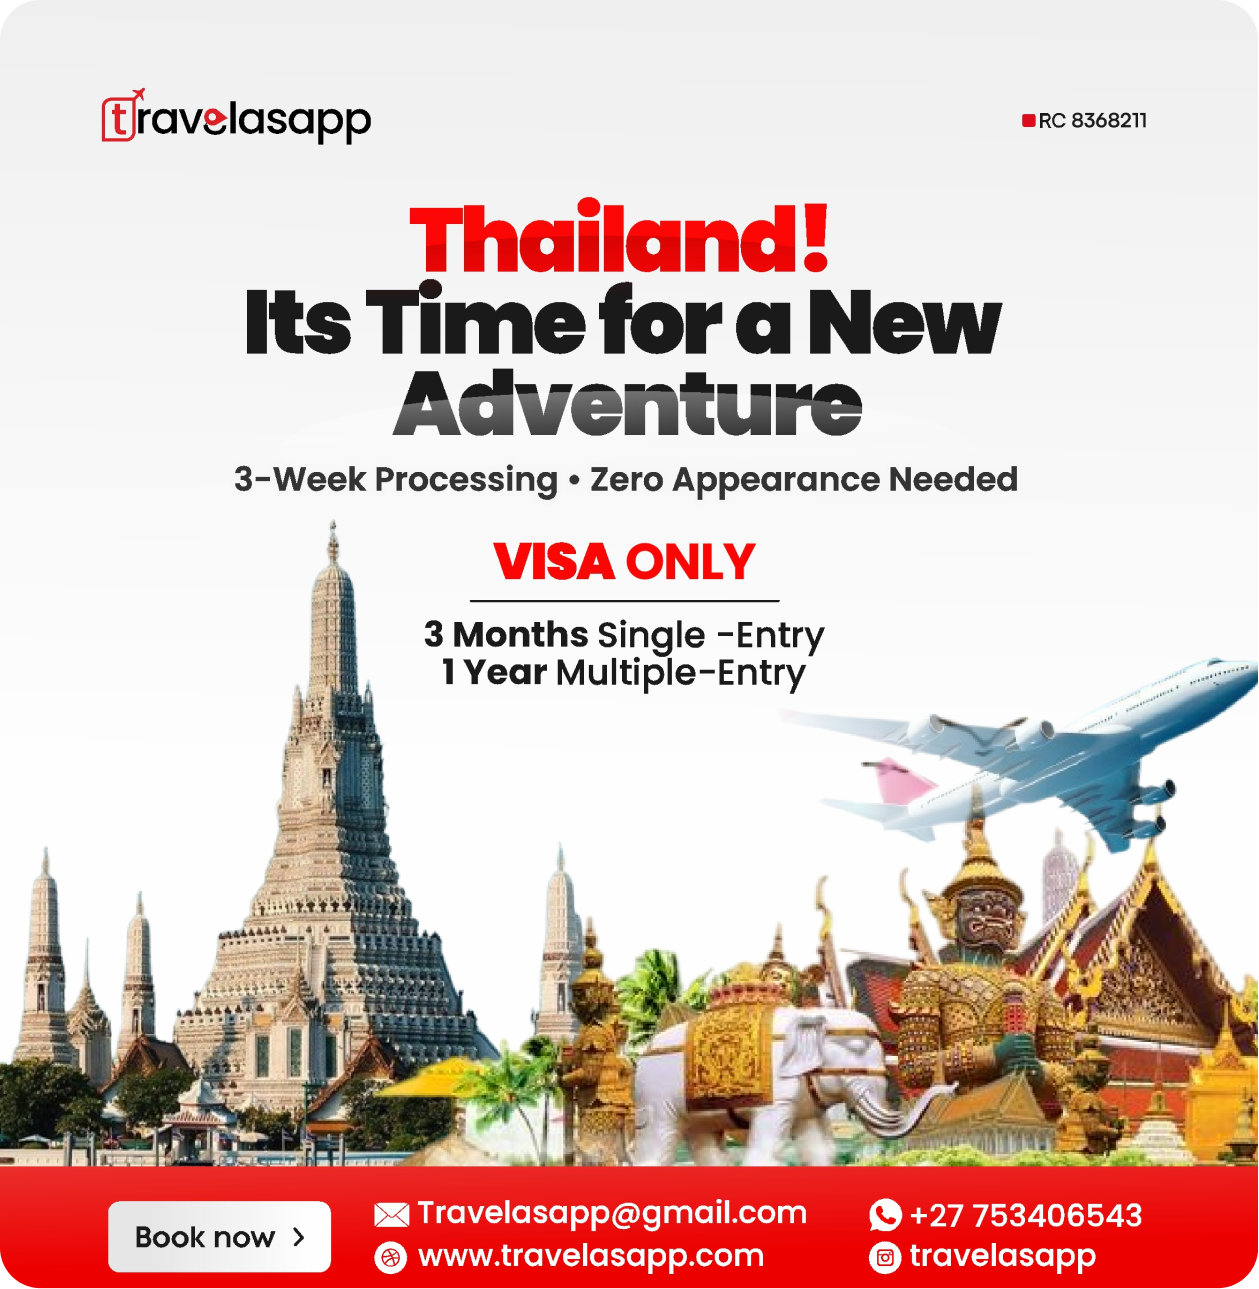 travelasapp
RC 8368211
Thailand!
Its Time for a New
Adventure
3-Week Processing • Zero Appearance Needed
VISA ONLY
3 Months Single -Entry
1 Year Multiple-Entry
Book now
Travelasapp@gmail.com
www.travelasapp.com
+27 753406543
travelasapp